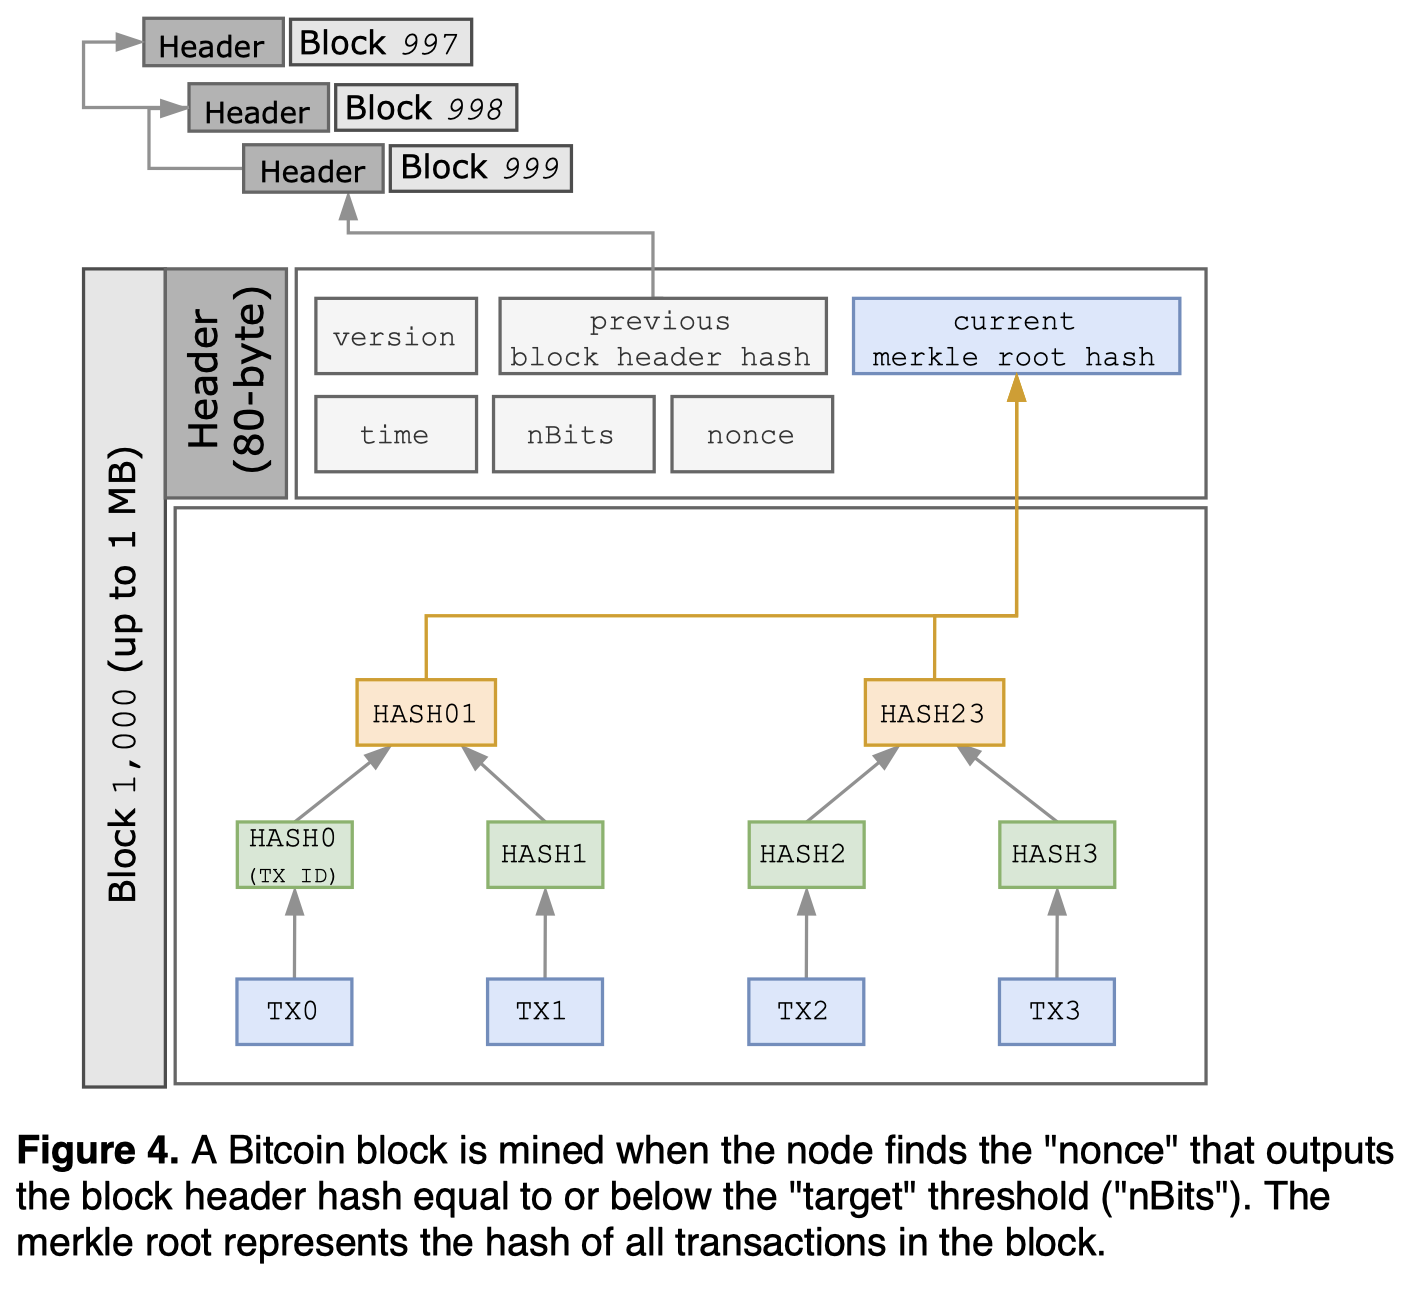 Header Block 997
Header Block 998
Header Block 999
Block 1,000 (up to 1 MB)
Header
(80-byte)
version
previous
block header hash
current
merkle root hash
time
nBits
nonce
HASH01
HASH23
HASH0
(TX ID)
HASH1
HASH2
HASH3
TX0
TX1
TX2
TX3
Figure 4. A Bitcoin block is mined when the node finds the "nonce" that outputs
the block header hash equal to or below the "target" threshold ("nBits"). The
merkle root represents the hash of all transactions in the block.